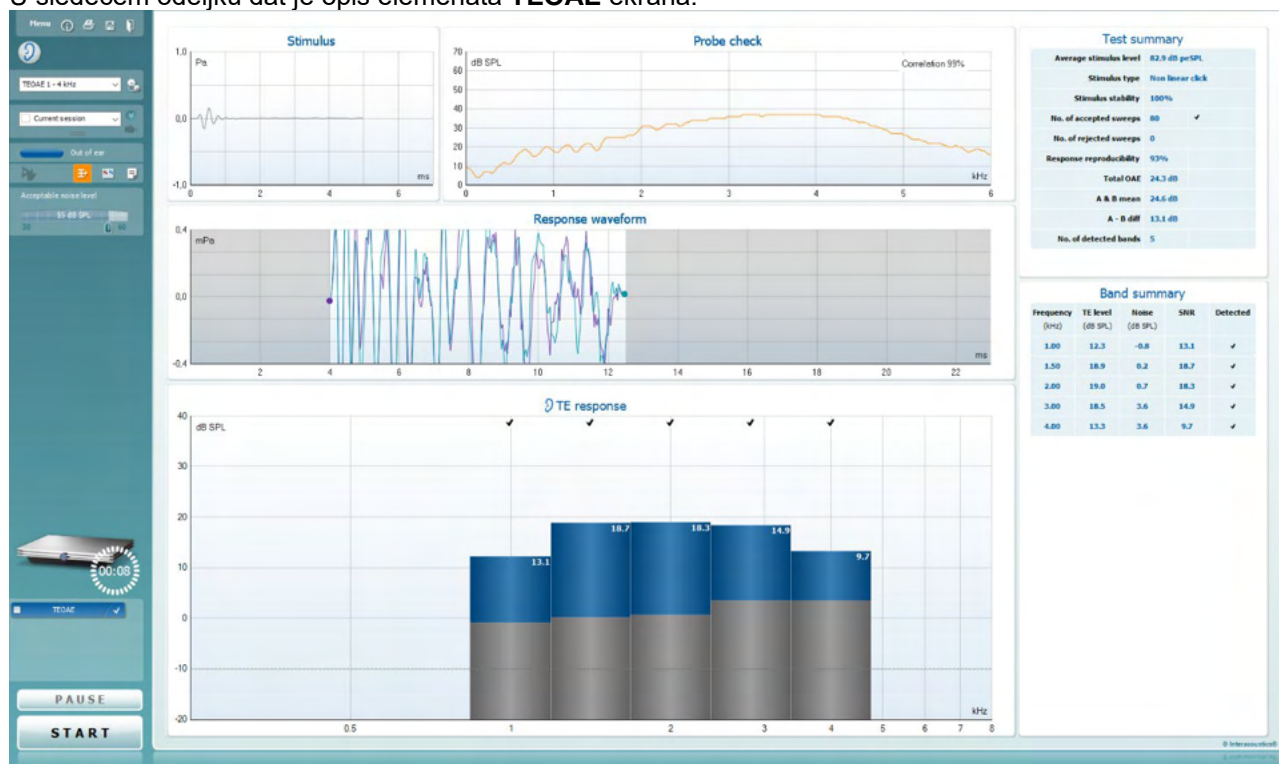 U sledećem odeljku dat je opis elemenata TEOAE ekrana:
Menu
TEOAE 1 - 4 kHz
Current session
Out of ear
Acceptable noise level
55 dB SPL
30 60
00:08
TEOAE
PAUSE
START
Stimulus
1,0 Pa
0,0
-1,0 ms
0 2 4 6
Probe check
70 dB SPL Correlation 99%
60
50
40
30
20
10
0 kHz
0 1 2 3 4 5 6
Response waveform
0,4 mPa
0,0
-0,4 ms
2 4 6 8 10 12 14 16 18 20 22
TE response
40 dB SPL
30
20
10
0
-10
-20 kHz
13.1 18.7 18.3 14.9 9.7
0.5 1 2 3 4 5 6 7 8
Test summary
Average stimulus level 82.9 dB peSPL
Stimulus type Non linear click
Stimulus stability 100%
No. of accepted sweeps 80 ✔
No. of rejected sweeps 0
Response reproducibility 93%
Total OAE 24.3 dB
A & B mean 24.6 dB
A - B diff 13.1 dB
No. of detected bands 5
Band summary
Frequency TE level Noise SNR Detected
(kHz) (dB SPL) (dB SPL)
1.00 12.3 -0.8 13.1 ✔
1.50 18.9 0.2 18.7 ✔
2.00 19.0 0.7 18.3 ✔
3.00 18.5 3.6 14.9 ✔
4.00 13.3 3.6 9.7 ✔
© Interacoustics®